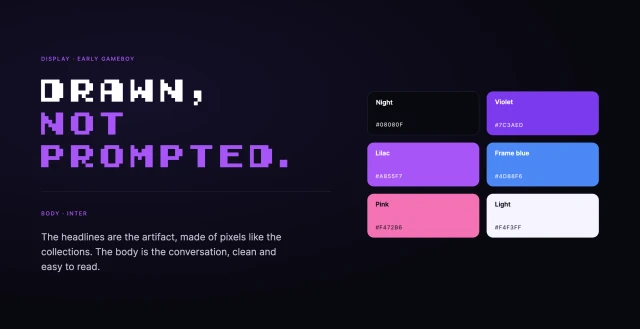 DISPLAY · EARLY GAMEBOY
DRAWN,
NOT
PROMPTED.
BODY · INTER
The headlines are the artifact, made of pixels like the
collections. The body is the conversation, clean and
easy to read.
Night
#08080F
Violet
#7C3AED
Lilac
#A855F7
Frame blue
#4D88F6
Pink
#F472B6
Light
#F4F3FF